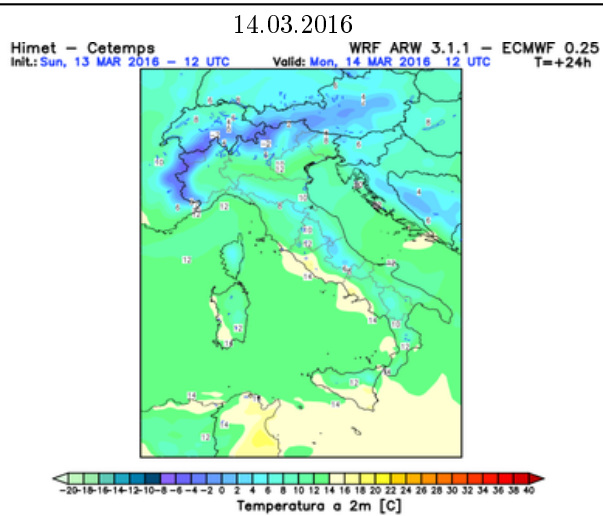 14.03.2016
Himet - Cetemps WRF ARW 3.1.1 - ECMWF 0.25
Init.: Sun, 13 MAR 2016 - 12 UTC Valid: Mon, 14 MAR 2016 12 UTC T=+24h
-20 -18 -16 -14 -12 -10 -8 -6 -4 -2 0 2 4 6 8 10 12 14 16 18 20 22 24 26 28 30 32 34 36 38 40
Temperatura a 2m [C]